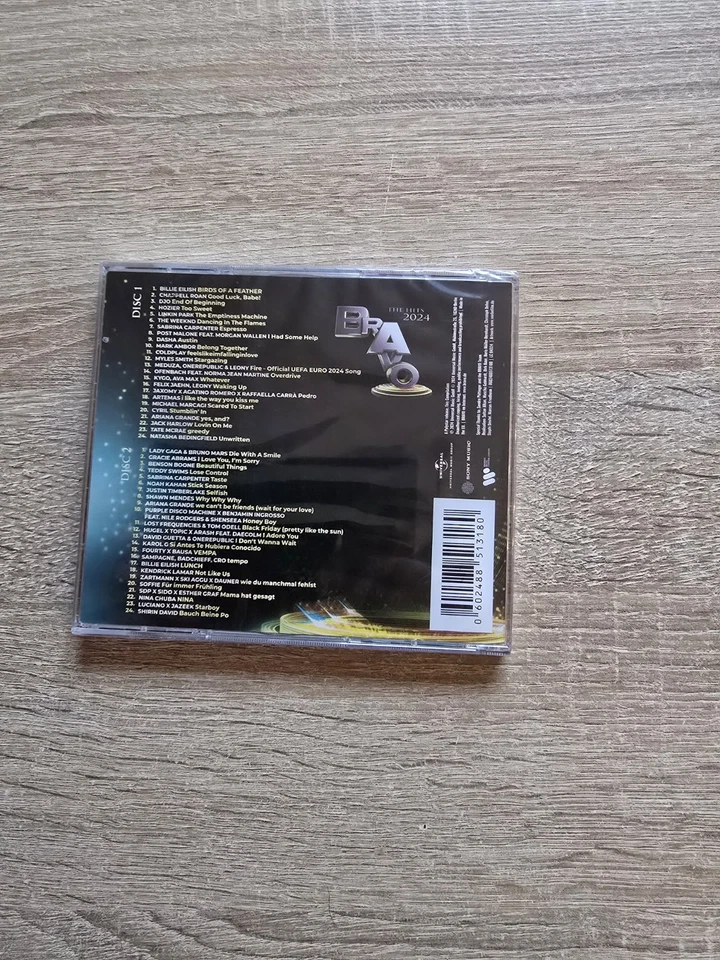 DISC 1
1. BILLIE EILISH BIRDS OF A FEATHER
2. CHAPPELL ROAN Good Luck, Babe!
3. DJO End Of Beginning
4. HOZIER Too Sweet
5. LINKIN PARK The Emptiness Machine
6. THE WEEKND Dancing In The Flames
7. SABRINA CARPENTER Espresso
8. POST MALONE FEAT. MORGAN WALLEN I Had Some Help
9. DASHA Austin
10. MARK AMBOR Belong Together
11. COLDPLAY feelslikeimfallinginlove
12. MYLES SMITH Stargazing
13. MEDUZA, ONEREPUBLIC & LEONY Fire - Official UEFA EURO 2024 Song
14. OFENBACH FEAT. NORMA JEAN MARTINE Overdrive
15. KYGO, AVA MAX Whatever
16. FELIX JAEHN, LEONY Waking Up
17. JAXOMY X AGATINO ROMERO X RAFFAELLA CARRÀ Pedro
18. ARTEMAS i like the way you kiss me
19. MICHAEL MARCAGI Scared To Start
20. CYRIL Stumblin' In
21. ARIANA GRANDE yes, and?
22. JACK HARLOW Lovin On Me
23. TATE MCRAE greedy
24. NATASHA BEDINGFIELD Unwritten
DISC 2
1. LADY GAGA & BRUNO MARS Die With A Smile
2. GRACIE ABRAMS I Love You, I'm Sorry
3. BENSON BOONE Beautiful Things
4. TEDDY SWIMS Lose Control
5. SABRINA CARPENTER Taste
6. NOAH KAHAN Stick Season
7. JUSTIN TIMBERLAKE Selfish
8. SHAWN MENDES Why Why Why
9. ARIANA GRANDE we can't be friends (wait for your love)
10. PURPLE DISCO MACHINE X BENJAMIN INGROSSO
FEAT. NILE RODGERS & SHENSEEA Honey Boy
11. LOST FREQUENCIES & TOM ODELL Black Friday (pretty like the sun)
12. HUGEL X TOPIC X ARASH FEAT. DAECOLM I Adore You
13. DAVID GUETTA & ONEREPUBLIC I Don't Wanna Wait
14. KAROL G Si Antes Te Hubiera Conocido
15. FOURTY X BAUSA VEMPA
16. SAMPAGNE, BADCHIEFF, CRO tempo
17. BILLIE EILISH LUNCH
18. KENDRICK LAMAR Not Like Us
19. ZARTMANN X SKI AGGU X DAUNER wie du manchmal fehlst
20. SOFFIE Für immer Frühling
21. SDP X SIDO X ESTHER GRAF Mama hat gesagt
22. NINA CHUBA NINA
23. LUCIANO X JAZEEK Starboy
24. SHIRIN DAVID Bauch Beine Po
THE HITS
2024
BRAVO
UNIVERSAL
UNIVERSAL MUSIC GROUP
SONY MUSIC
0 602488 513180